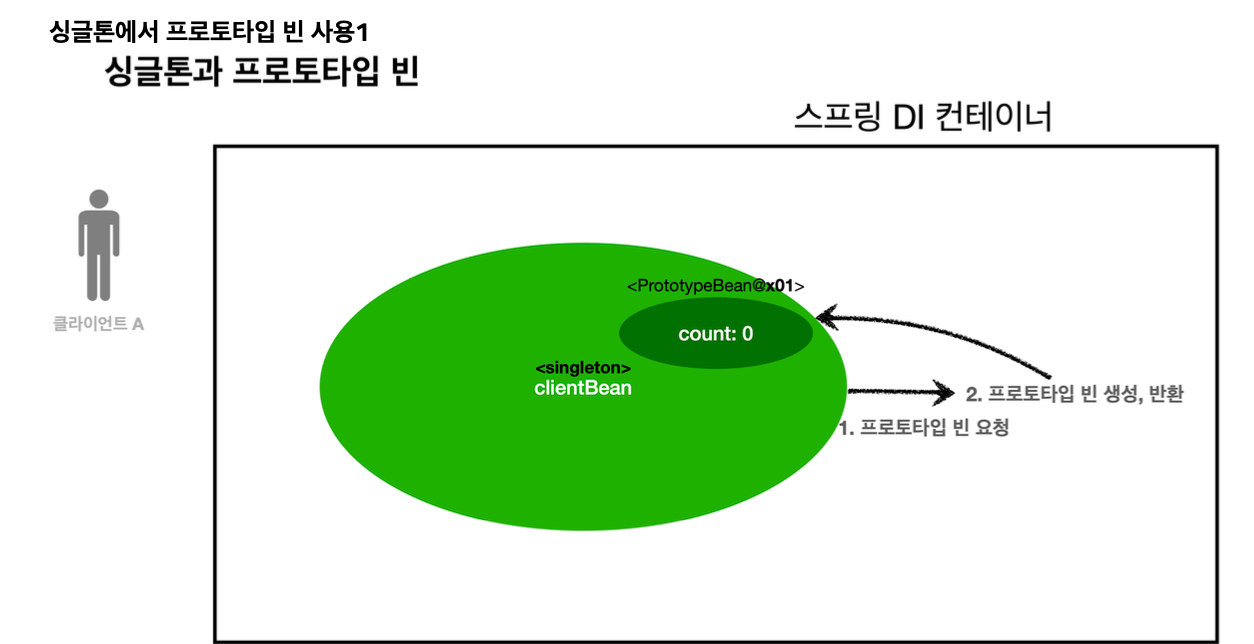 싱글톤에서 프로토타입 빈 사용1
싱글톤과 프로토타입 빈
스프링 DI 컨테이너
클라이언트 A
<PrototypeBean@x01>
count: 0
<singleton>
clientBean
2. 프로토타입 빈 생성, 반환
1. 프로토타입 빈 요청